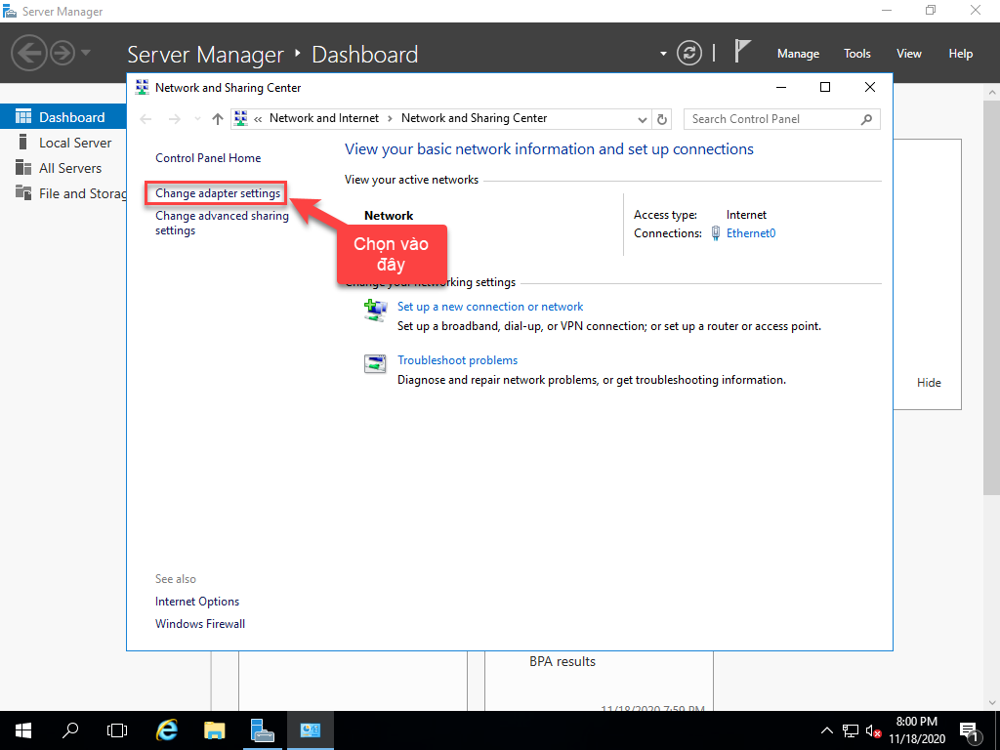 Server Manager
Server Manager
Dashboard
Manage
Tools
View
Help
Network and Sharing Center
« Network and Internet
Network and Sharing Center
Search Control Panel
Dashboard
Local Server
All Servers
File and Storag
Control Panel Home
Change adapter settings
Change advanced sharing
settings
View your basic network information and set up connections
View your active networks
Network
Access type:
Internet
Connections:
Ethernet0
Chọn vào
đây
Change your networking settings
Set up a new connection or network
Set up a broadband, dial-up, or VPN connection; or set up a router or access point.
Troubleshoot problems
Diagnose and repair network problems, or get troubleshooting information.
Hide
See also
Internet Options
Windows Firewall
BPA results
11/18/2020 7:59 PM
8:00 PM
11/18/2020
1